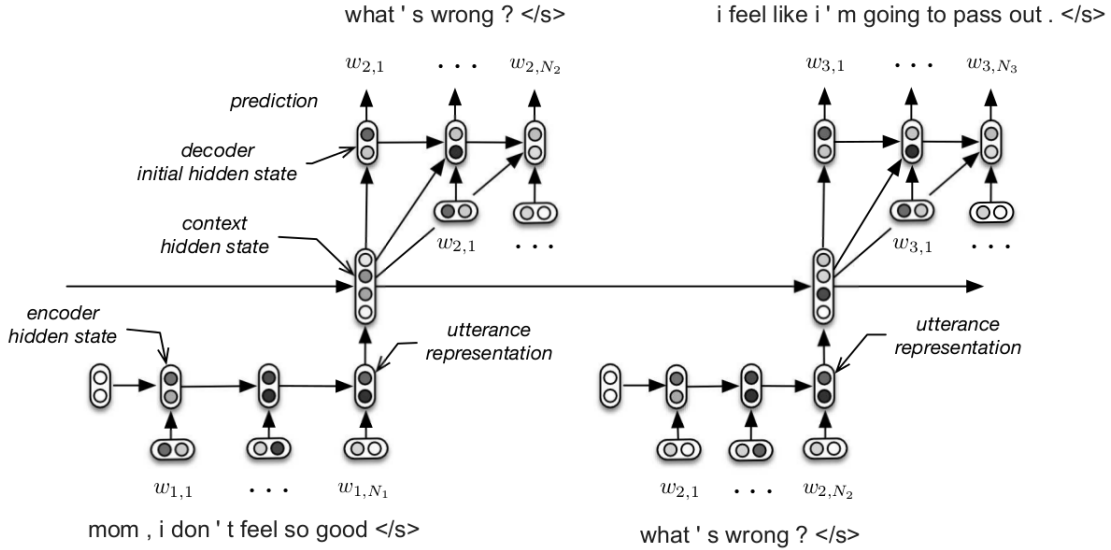 what ' s wrong ? </s>
i feel like i ' m going to pass out . </s>
w2,1 . . . w2,N2
w3,1 . . . w3,N3
prediction
decoder
initial hidden state
context
hidden state
w2,1 . . .
w3,1 . . .
encoder
hidden state
utterance
representation
utterance
representation
w1,1 . . . w1,N1
w2,1 . . . w2,N2
mom , i don ' t feel so good </s>
what ' s wrong ? </s>